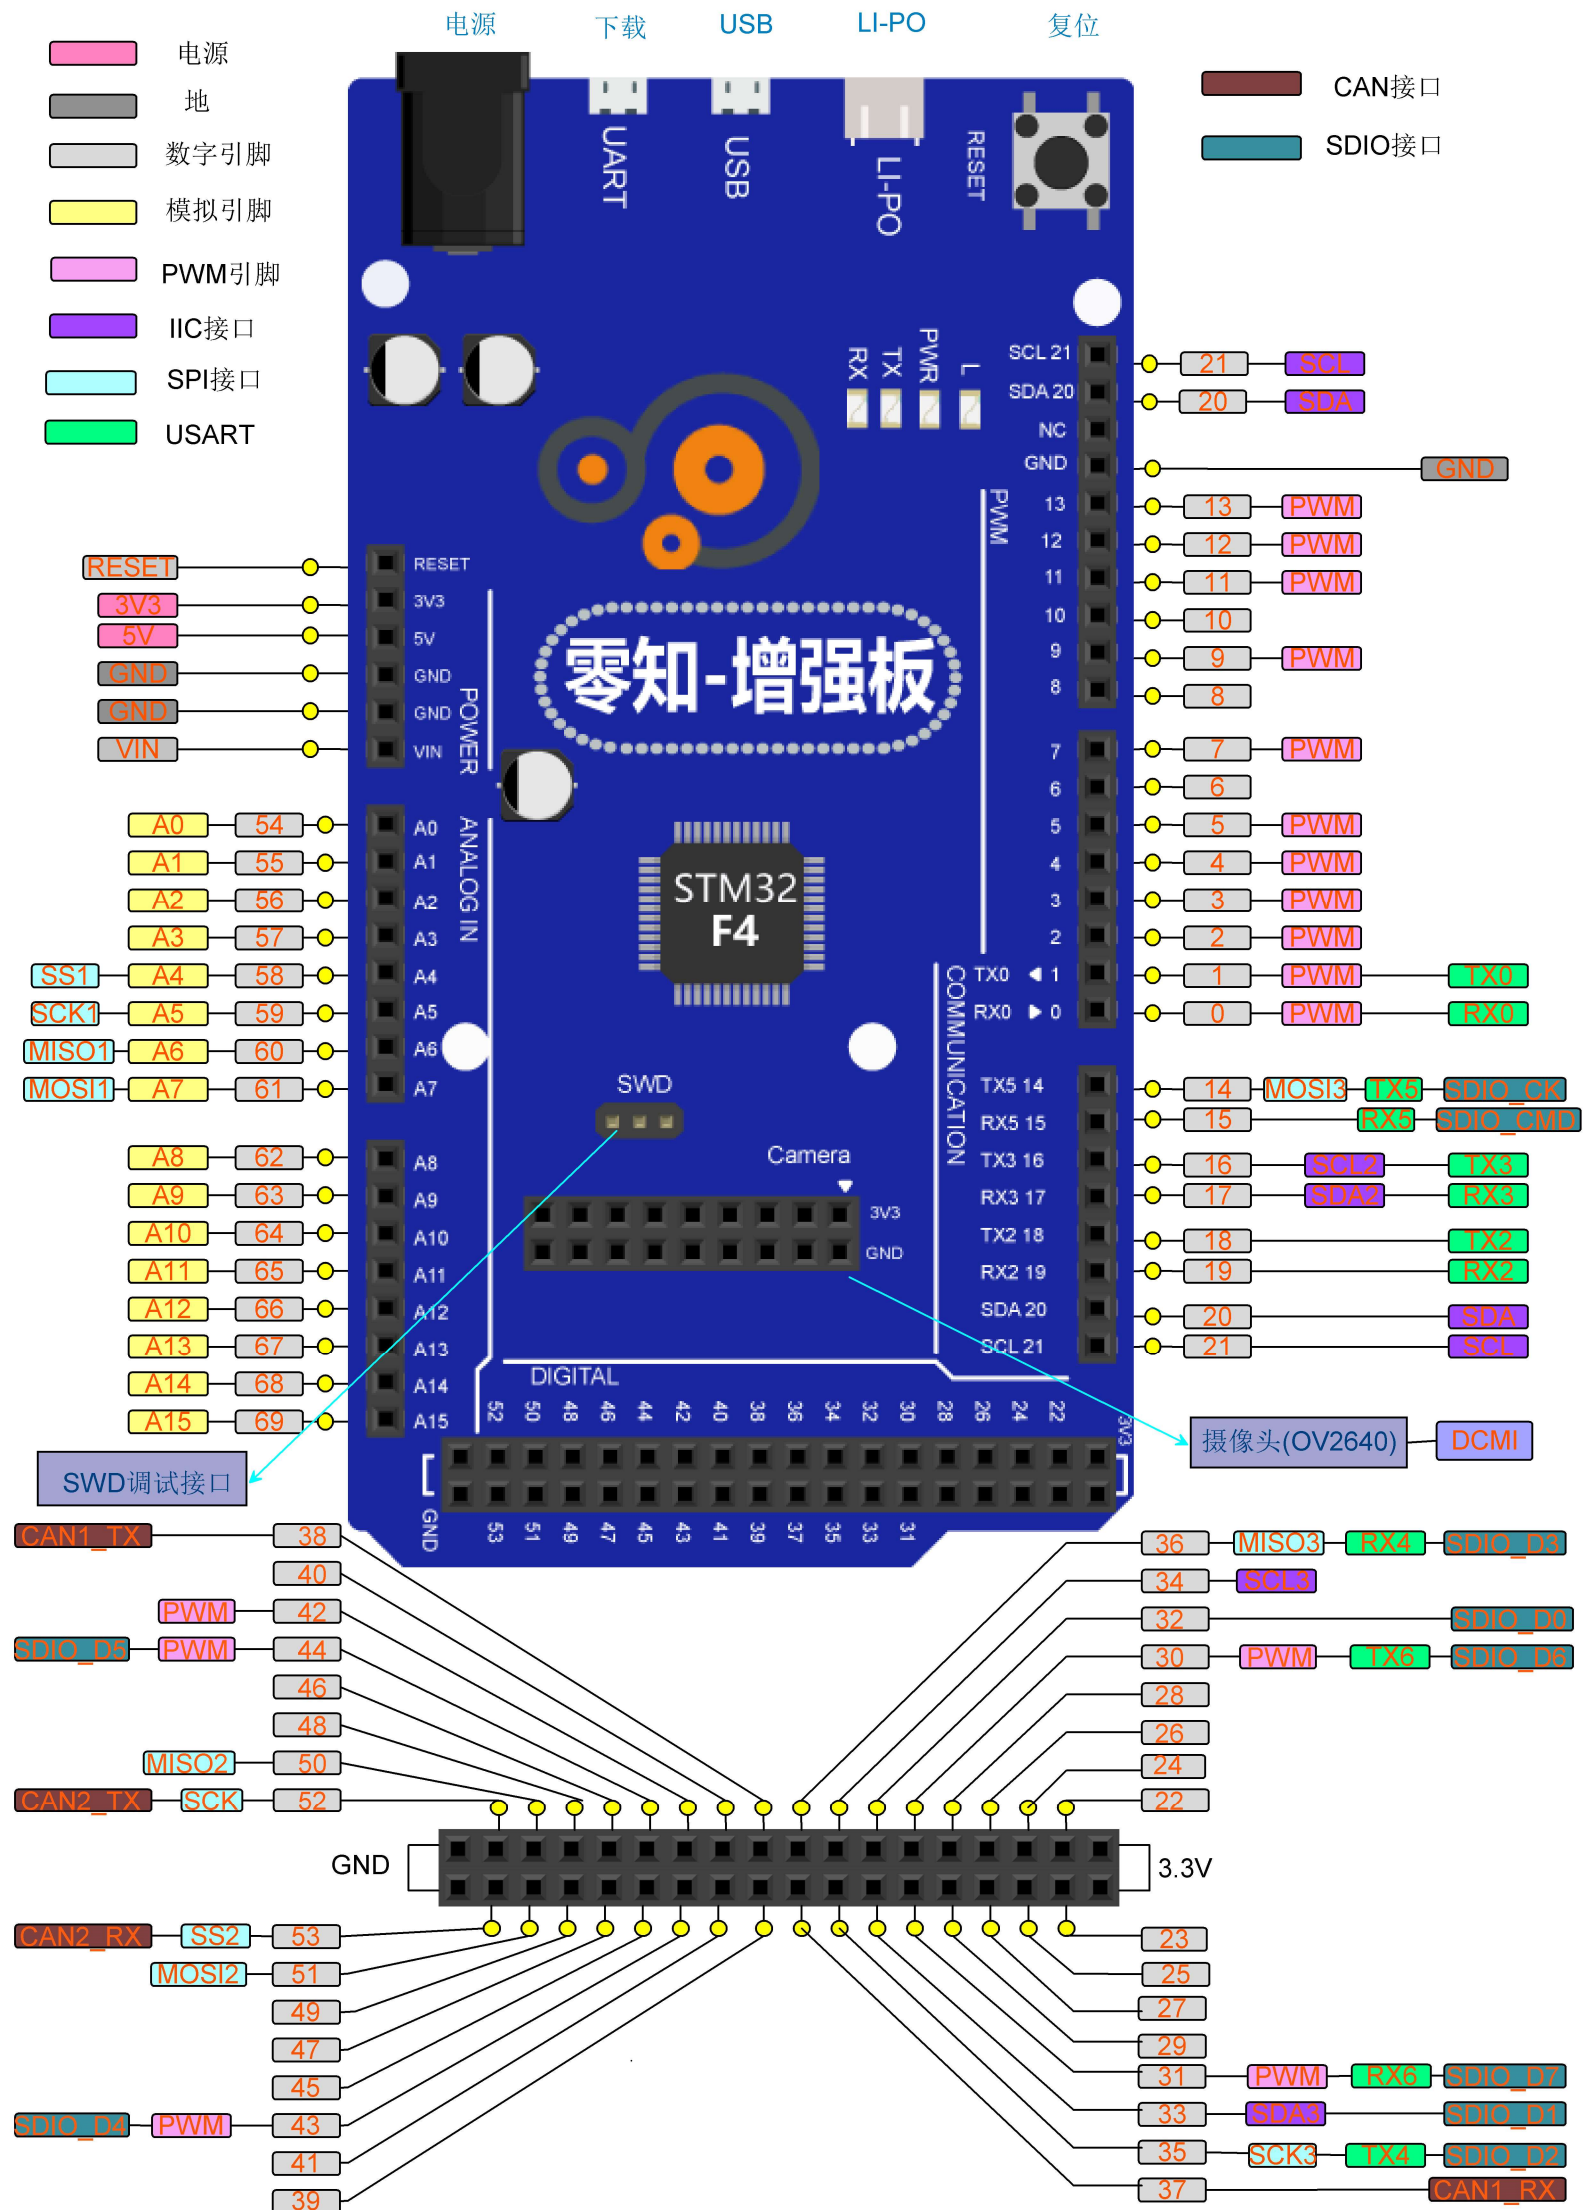 电源 下载 USB LI-PO 复位
电源
地
数字引脚
模拟引脚
PWM引脚
IIC接口
SPI接口
USART
CAN接口
SDIO接口
UART
USB
LI-PO
RESET
RX
TX
PWR
L
零知-增强板
STM32
F4
SWD
Camera
3V3
GND
RESET
3V3
5V
GND
GND
VIN
POWER
A0
A1
A2
A3
A4
A5
A6
A7
ANALOG IN
A8
A9
A10
A11
A12
A13
A14
A15
SCL 21
SDA 20
NC
GND
13
12
11
10
9
8
PWM
7
6
5
4
3
2
TX0 1
RX0 0
COMMUNICATION
TX5 14
RX5 15
TX3 16
RX3 17
TX2 18
RX2 19
SDA 20
SCL 21
DIGITAL
52 50 48 46 44 42 40 38 36 34 32 30 28 26 24 22 3V3
GND 53 51 49 47 45 43 41 39 37 35 33 31
RESET
3V3
5V
GND
GND
VIN
A0 54
A1 55
A2 56
A3 57
SS1 A4 58
SCK1 A5 59
MISO1 A6 60
MOSI1 A7 61
A8 62
A9 63
A10 64
A11 65
A12 66
A13 67
A14 68
A15 69
SWD调试接口
21 SCL
20 SDA
GND
13 PWM
12 PWM
11 PWM
10
9 PWM
8
7 PWM
6
5 PWM
4 PWM
3 PWM
2 PWM
1 PWM TX0
0 PWM RX0
14 MOSI3 TX5 SDIO_CK
15 RX5 SDIO_CMD
16 SCL2 TX3
17 SDA2 RX3
18 TX2
19 RX2
20 SDA
21 SCL
摄像头(OV2640) DCMI
CAN1_TX 38
40
PWM 42
SDIO_D5 PWM 44
46
48
MISO2 50
CAN2_TX SCK 52
36 MISO3 RX4 SDIO_D3
34 SCL3
32 SDIO_D0
30 PWM TX6 SDIO_D6
28
26
24
22
GND
3.3V
CAN2_RX SS2 53
MOSI2 51
49
47
45
SDIO_D4 PWM 43
41
39
23
25
27
29
31 PWM RX6 SDIO_D7
33 SDA3 SDIO_D1
35 SCK3 TX4 SDIO_D2
37 CAN1_RX